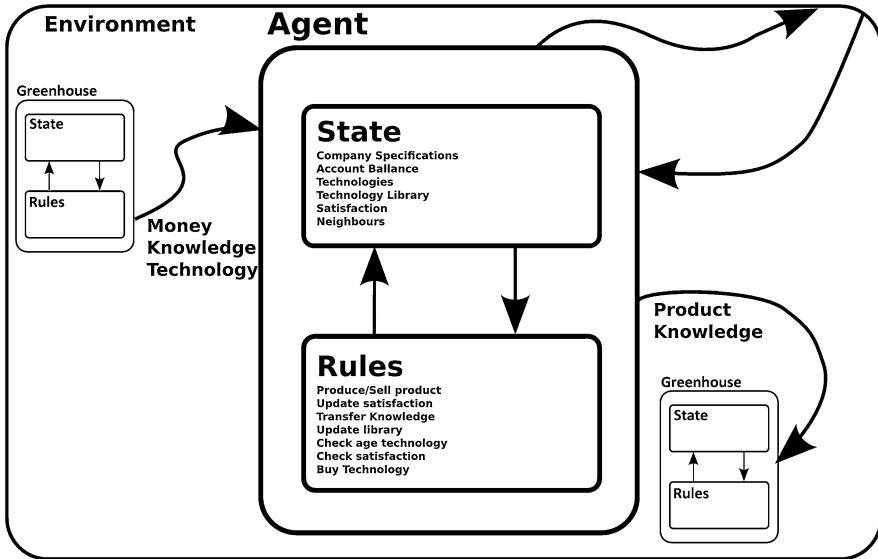 Environment
Agent
Greenhouse
State
Rules
Money
Knowledge
Technology
State
Company Specifications
Account Ballance
Technologies
Technology Library
Satisfaction
Neighbours
Rules
Produce/Sell product
Update satisfaction
Transfer Knowledge
Update library
Check age technology
Check satisfaction
Buy Technology
Product
Knowledge
Greenhouse
State
Rules